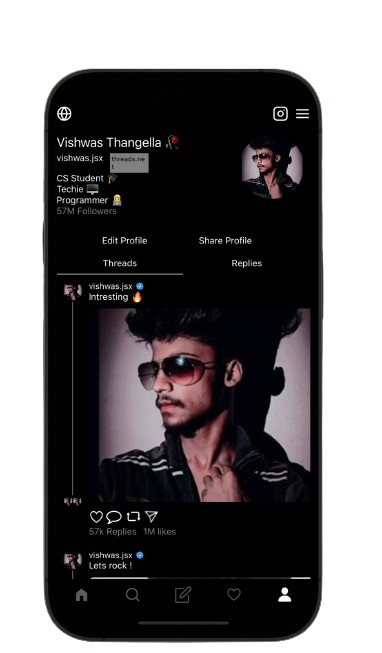 Vishwas Thangella 🥀
vishwas.jsx threads.ne
t
CS Student 🎓
Techie 🖥️
Programmer 👨‍💻
57M Followers
Edit Profile Share Profile
Threads Replies
vishwas.jsx
Intresting 🔥
57k Replies 1M likes
vishwas.jsx
Lets rock !